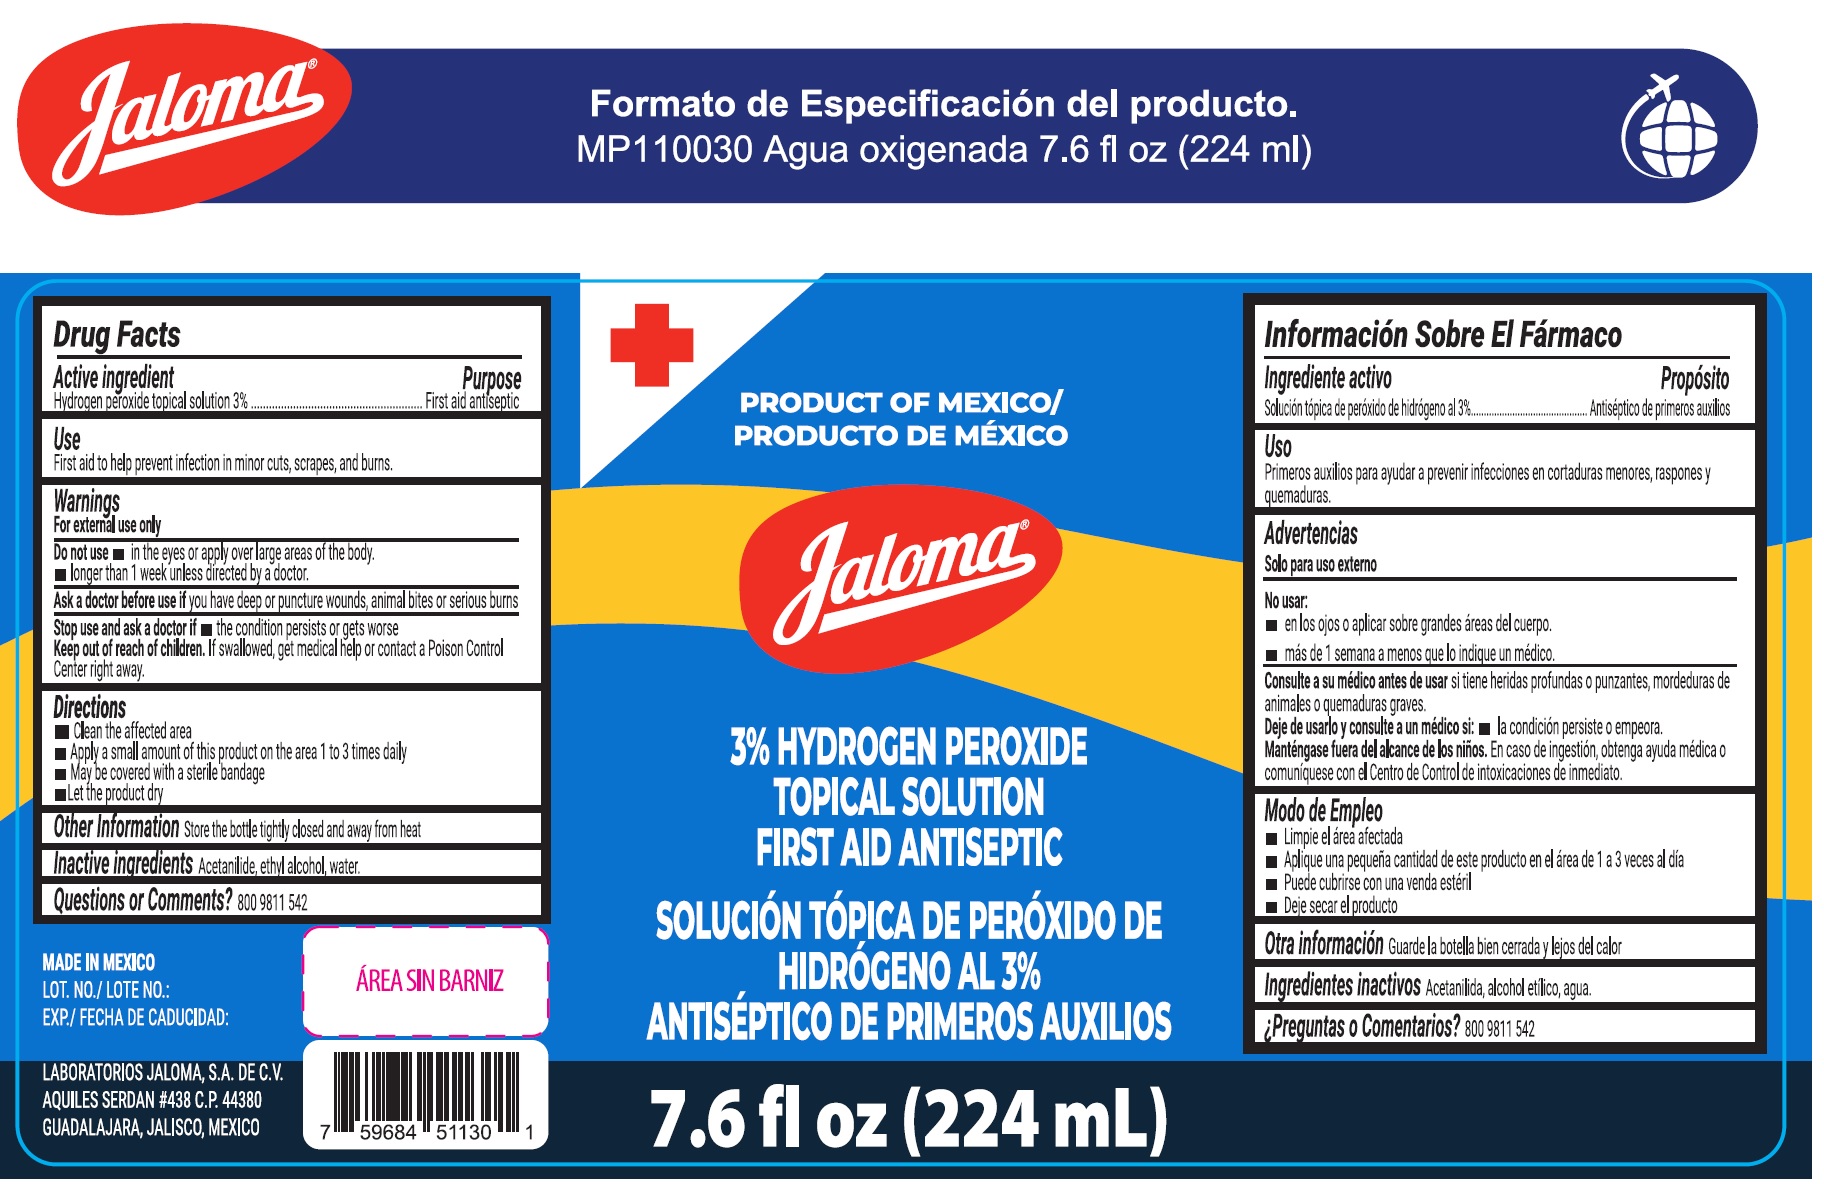 Jaloma®
Formato de Especificación del producto.
MP110030 Agua oxigenada 7.6 fl oz (224 ml)
Drug Facts
Active ingredient Purpose
Hydrogen peroxide topical solution 3% ............................................................ First aid antiseptic
Use
First aid to help prevent infection in minor cuts, scrapes, and burns.
Warnings
For external use only
Do not use ■ in the eyes or apply over large areas of the body.
■ longer than 1 week unless directed by a doctor.
Ask a doctor before use if you have deep or puncture wounds, animal bites or serious burns
Stop use and ask a doctor if ■ the condition persists or gets worse
Keep out of reach of children. If swallowed, get medical help or contact a Poison Control
Center right away.
Directions
■ Clean the affected area
■ Apply a small amount of this product on the area 1 to 3 times daily
■ May be covered with a sterile bandage
■ Let the product dry
Other Information Store the bottle tightly closed and away from heat
Inactive ingredients Acetanilide, ethyl alcohol, water.
Questions or Comments? 800 9811 542
MADE IN MEXICO
LOT. NO./ LOTE NO.:
EXP./ FECHA DE CADUCIDAD:
ÁREA SIN BARNIZ
LABORATORIOS JALOMA, S.A. DE C.V.
AQUILES SERDAN #438 C.P. 44380
GUADALAJARA, JALISCO, MEXICO
7 59684 51130 1
PRODUCT OF MEXICO/
PRODUCTO DE MÉXICO
Jaloma®
3% HYDROGEN PEROXIDE
TOPICAL SOLUTION
FIRST AID ANTISEPTIC
SOLUCIÓN TÓPICA DE PERÓXIDO DE
HIDRÓGENO AL 3%
ANTISÉPTICO DE PRIMEROS AUXILIOS
7.6 fl oz (224 mL)
Información Sobre El Fármaco
Ingrediente activo Propósito
Solución tópica de peróxido de hidrógeno al 3%............................................. Antiséptico de primeros auxilios
Uso
Primeros auxilios para ayudar a prevenir infecciones en cortaduras menores, raspones y
quemaduras.
Advertencias
Solo para uso externo
No usar:
■ en los ojos o aplicar sobre grandes áreas del cuerpo.
■ más de 1 semana a menos que lo indique un médico.
Consulte a su médico antes de usar si tiene heridas profundas o punzantes, mordeduras de
animales o quemaduras graves.
Deje de usarlo y consulte a un médico si: ■ la condición persiste o empeora.
Manténgase fuera del alcance de los niños. En caso de ingestión, obtenga ayuda médica o
comuníquese con el Centro de Control de intoxicaciones de inmediato.
Modo de Empleo
■ Limpie el área afectada
■ Aplique una pequeña cantidad de este producto en el área de 1 a 3 veces al día
■ Puede cubrirse con una venda estéril
■ Deje secar el producto
Otra información Guarde la botella bien cerrada y lejos del calor
Ingredientes inactivos Acetanilida, alcohol etílico, agua.
¿Preguntas o Comentarios? 800 9811 542